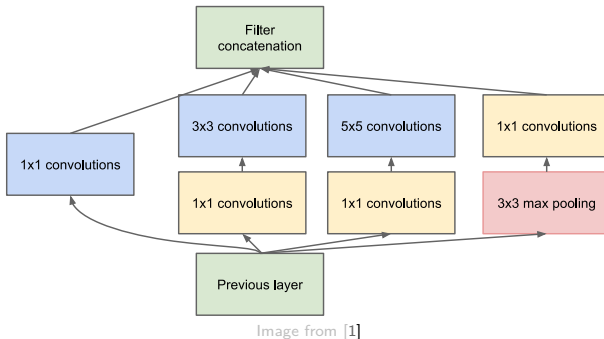 Filter
concatenation
3x3 convolutions
5x5 convolutions
1x1 convolutions
1x1 convolutions
1x1 convolutions
1x1 convolutions
3x3 max pooling
Previous layer
Image from [1]